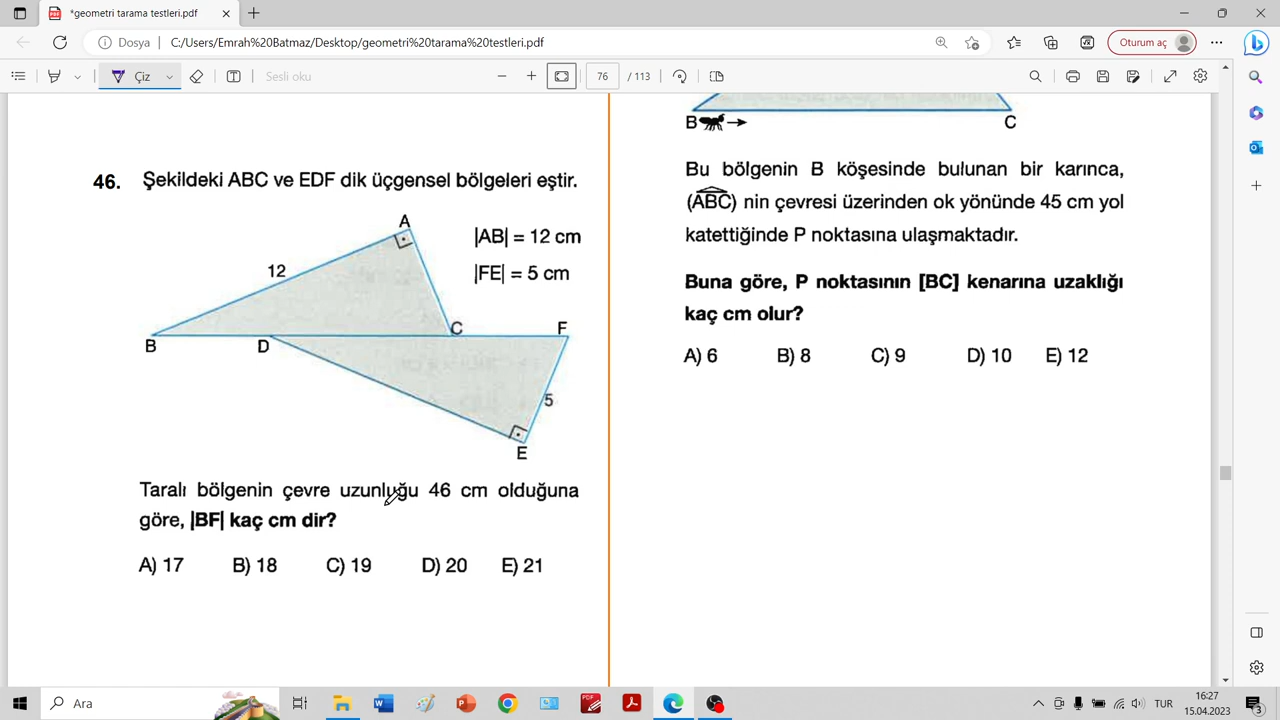 *geometri tarama testleri.pdf
Dosya
C:/Users/Emrah%20Batmaz/Desktop/geometri%20tarama%20testleri.pdf
Oturum aç
Çiz
Sesli oku
76 / 113
46. Şekildeki ABC ve EDF dik üçgensel bölgeleri eştir.
A
|AB| = 12 cm
12
|FE| = 5 cm
B
D
C
F
5
E
Taralı bölgenin çevre uzunluğu 46 cm olduğuna
göre, |BF| kaç cm dir?
A) 17 B) 18 C) 19 D) 20 E) 21
B
C
Bu bölgenin B köşesinde bulunan bir karınca,
(ABC) nin çevresi üzerinden ok yönünde 45 cm yol
katettiğinde P noktasına ulaşmaktadır.
Buna göre, P noktasının [BC] kenarına uzaklığı
kaç cm olur?
A) 6 B) 8 C) 9 D) 10 E) 12
Ara
PDF
TUR
16:27
15.04.2023
3